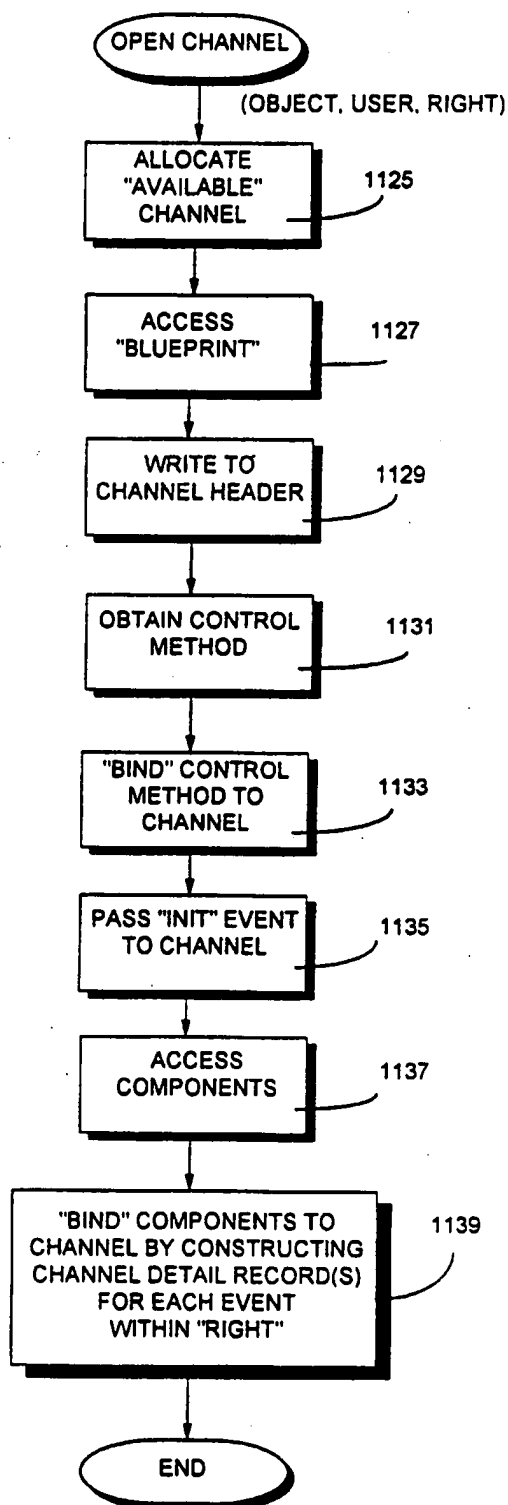 OPEN CHANNEL
(OBJECT, USER, RIGHT)
ALLOCATE
"AVAILABLE"
CHANNEL
1125
ACCESS
"BLUEPRINT"
1127
WRITE TO
CHANNEL HEADER
1129
OBTAIN CONTROL
METHOD
1131
"BIND" CONTROL
METHOD TO
CHANNEL
1133
PASS "INIT" EVENT
TO CHANNEL
1135
ACCESS
COMPONENTS
1137
"BIND" COMPONENTS TO
CHANNEL BY CONSTRUCTING
CHANNEL DETAIL RECORD(S)
FOR EACH EVENT
WITHIN "RIGHT"
1139
END